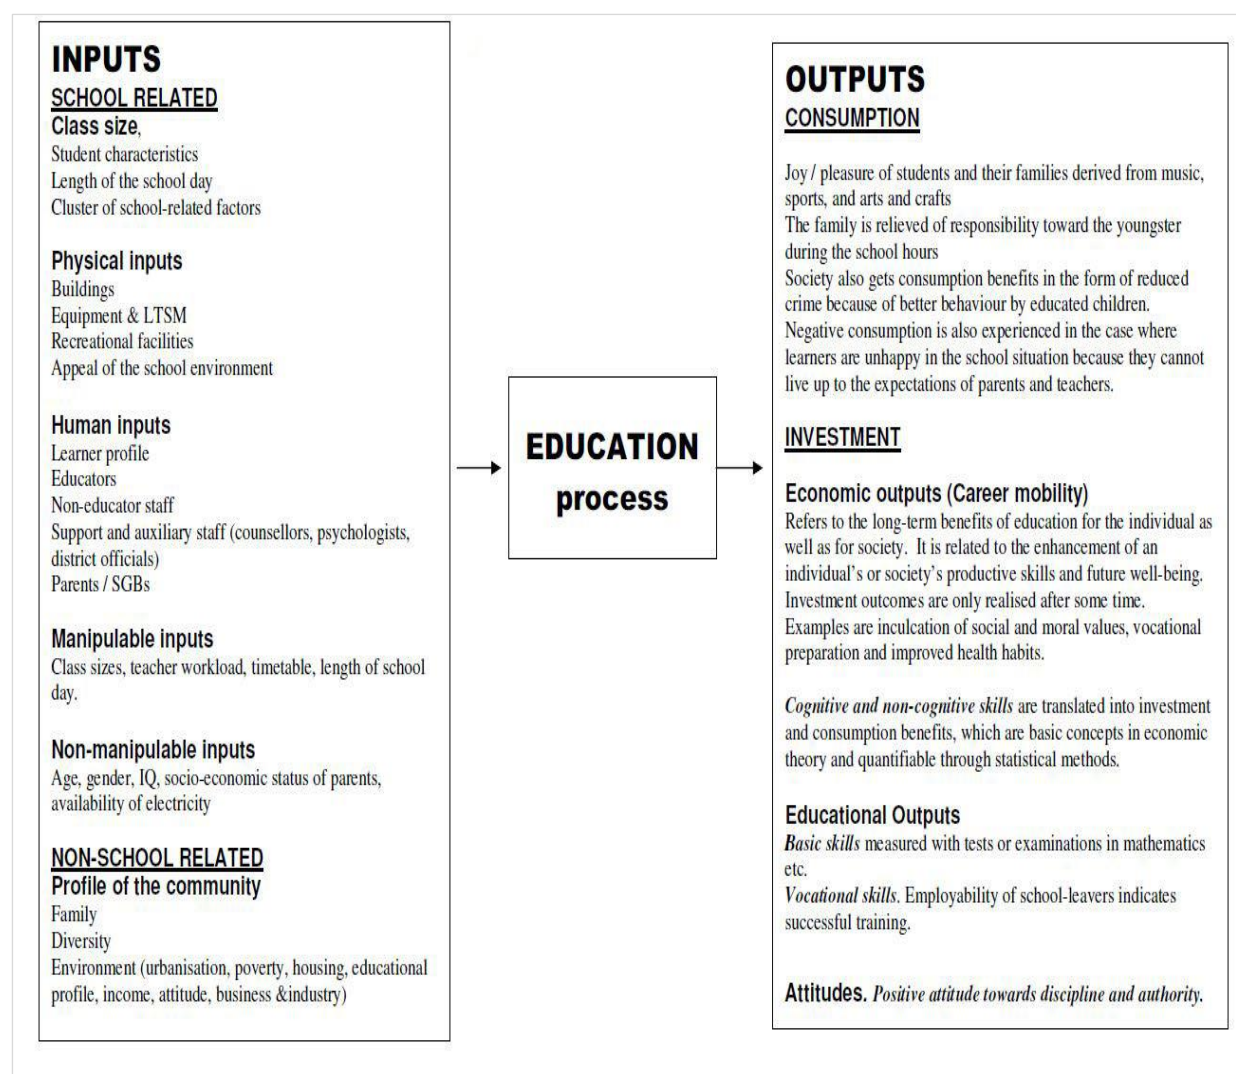 INPUTS
SCHOOL RELATED
Class size,
Student characteristics
Length of the school day
Cluster of school-related factors
Physical inputs
Buildings
Equipment & LTSM
Recreational facilities
Appeal of the school environment
Human inputs
Learner profile
Educators
Non-educator staff
Support and auxiliary staff (counsellors, psychologists,
district officials)
Parents / SGBs
Manipulable inputs
Class sizes, teacher workload, timetable, length of school
day.
Non-manipulable inputs
Age, gender, IQ, socio-economic status of parents,
availability of electricity
NON-SCHOOL RELATED
Profile of the community
Family
Diversity
Environment (urbanisation, poverty, housing, educational
profile, income, attitude, business &industry)
EDUCATION
process
OUTPUTS
CONSUMPTION
Joy / pleasure of students and their families derived from music,
sports, and arts and crafts
The family is relieved of responsibility toward the youngster
during the school hours
Society also gets consumption benefits in the form of reduced
crime because of better behaviour by educated children.
Negative consumption is also experienced in the case where
learners are unhappy in the school situation because they cannot
live up to the expectations of parents and teachers.
INVESTMENT
Economic outputs (Career mobility)
Refers to the long-term benefits of education for the individual as
well as for society. It is related to the enhancement of an
individual's or society's productive skills and future well-being.
Investment outcomes are only realised after some time.
Examples are inculcation of social and moral values, vocational
preparation and improved health habits.
Cognitive and non-cognitive skills are translated into investment
and consumption benefits, which are basic concepts in economic
theory and quantifiable through statistical methods.
Educational Outputs
Basic skills measured with tests or examinations in mathematics
etc.
Vocational skills. Employability of school-leavers indicates
successful training.
Attitudes. Positive attitude towards discipline and authority.